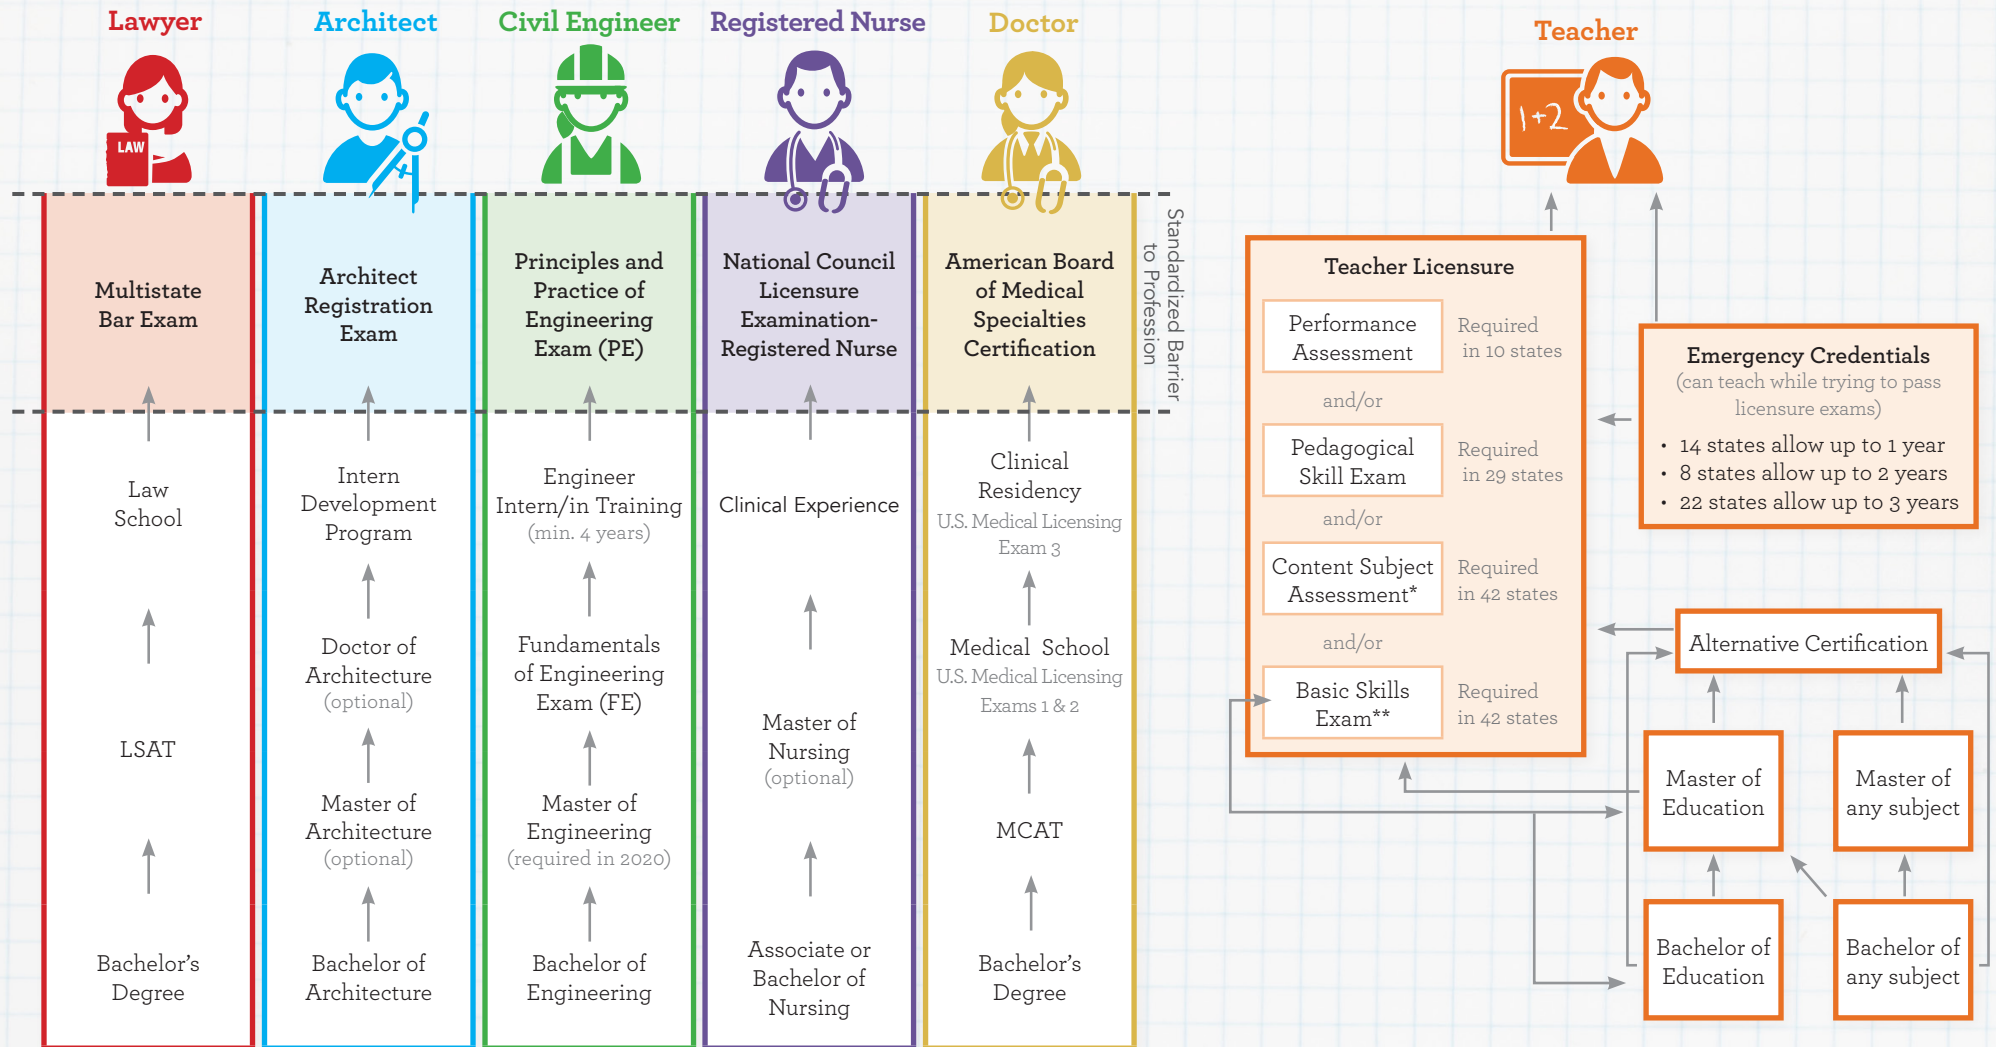 Lawyer
LAW
Multistate
Bar Exam
Law
School
LSAT
Bachelor's
Degree
Architect
Architect
Registration
Exam
Intern
Development
Program
Doctor of
Architecture
(optional)
Master of
Architecture
(optional)
Bachelor of
Architecture
Civil Engineer
Principles and
Practice of
Engineering
Exam (PE)
Engineer
Intern/in Training
(min. 4 years)
Fundamentals
of Engineering
Exam (FE)
Master of
Engineering
(required in 2020)
Bachelor of
Engineering
Registered Nurse
National Council
Licensure
Examination-
Registered Nurse
Clinical Experience
Master of
Nursing
(optional)
Associate or
Bachelor of
Nursing
Doctor
American Board
of Medical
Specialties
Certification
Clinical
Residency
U.S. Medical Licensing
Exam 3
Medical School
U.S. Medical Licensing
Exams 1 & 2
MCAT
Bachelor's
Degree
Standardized Barrier
to Profession
Teacher
1+2
Teacher Licensure
Performance
Assessment
Required
in 10 states
and/or
Pedagogical
Skill Exam
Required
in 29 states
and/or
Content Subject
Assessment*
Required
in 42 states
and/or
Basic Skills
Exam**
Required
in 42 states
Emergency Credentials
(can teach while trying to pass
licensure exams)
• 14 states allow up to 1 year
• 8 states allow up to 2 years
• 22 states allow up to 3 years
Alternative Certification
Master of
Education
Master of
any subject
Bachelor of
Education
Bachelor of
any subject